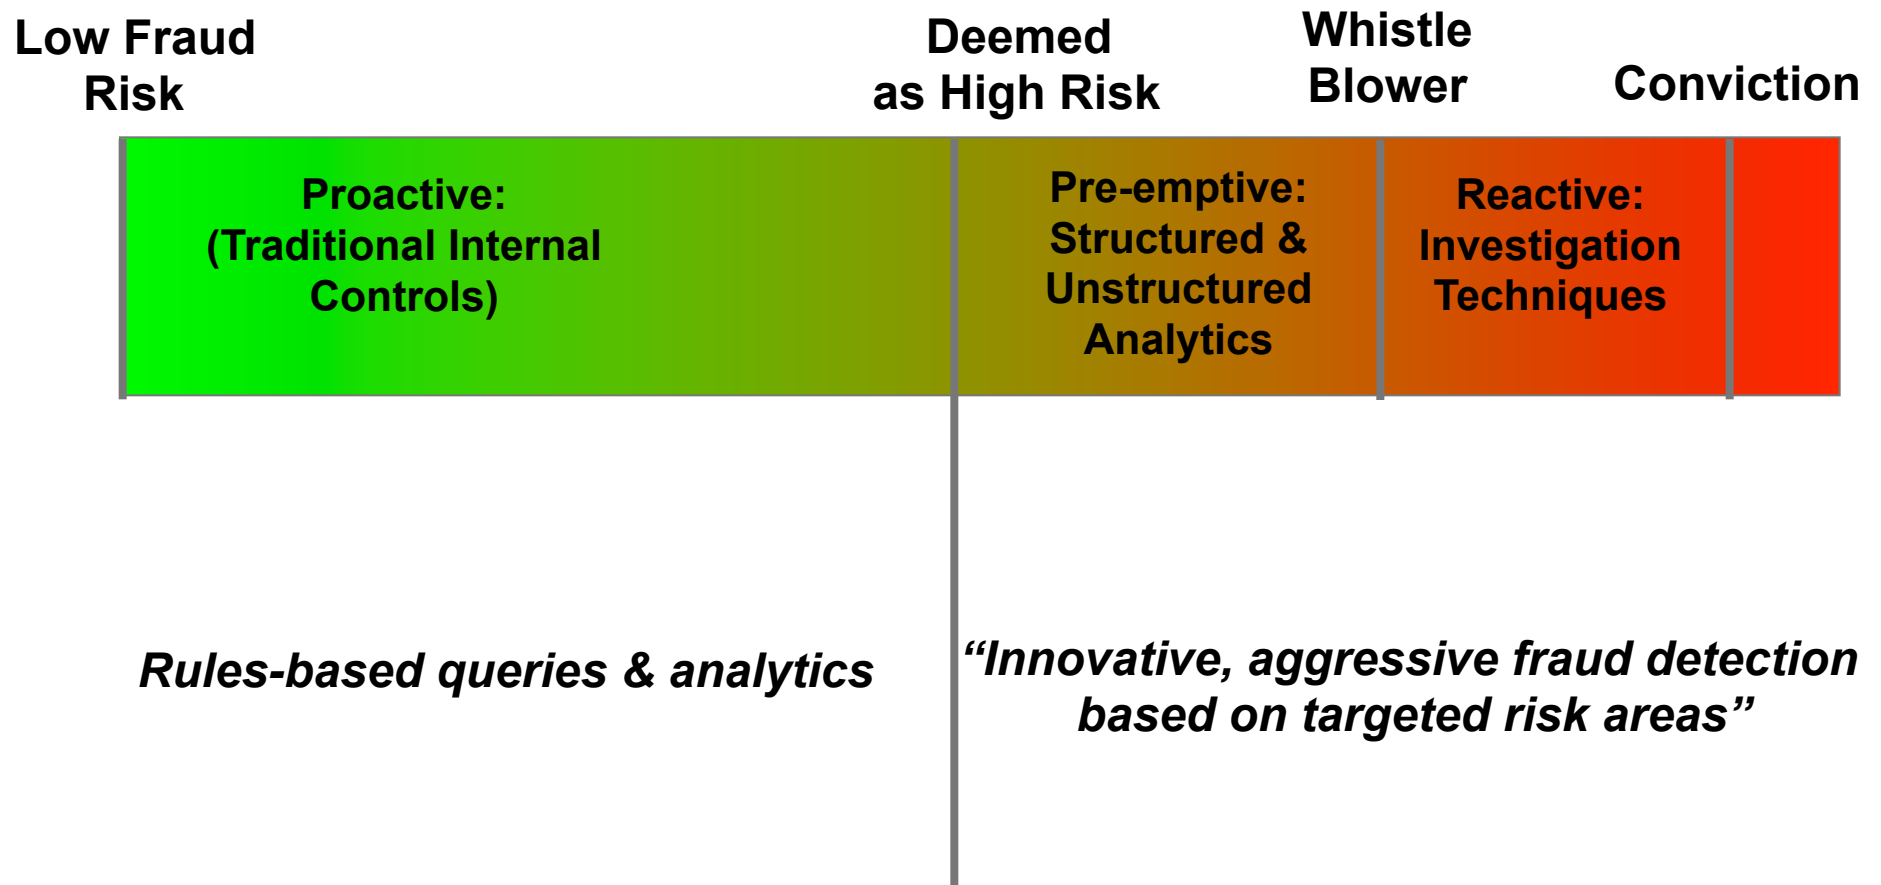 Low Fraud
Risk
Deemed
as High Risk
Whistle
Blower
Conviction
Proactive:
(Traditional Internal
Controls)
Pre-emptive:
Structured &
Unstructured
Analytics
Reactive:
Investigation
Techniques
Rules-based queries & analytics
“Innovative, aggressive fraud detection
based on targeted risk areas”